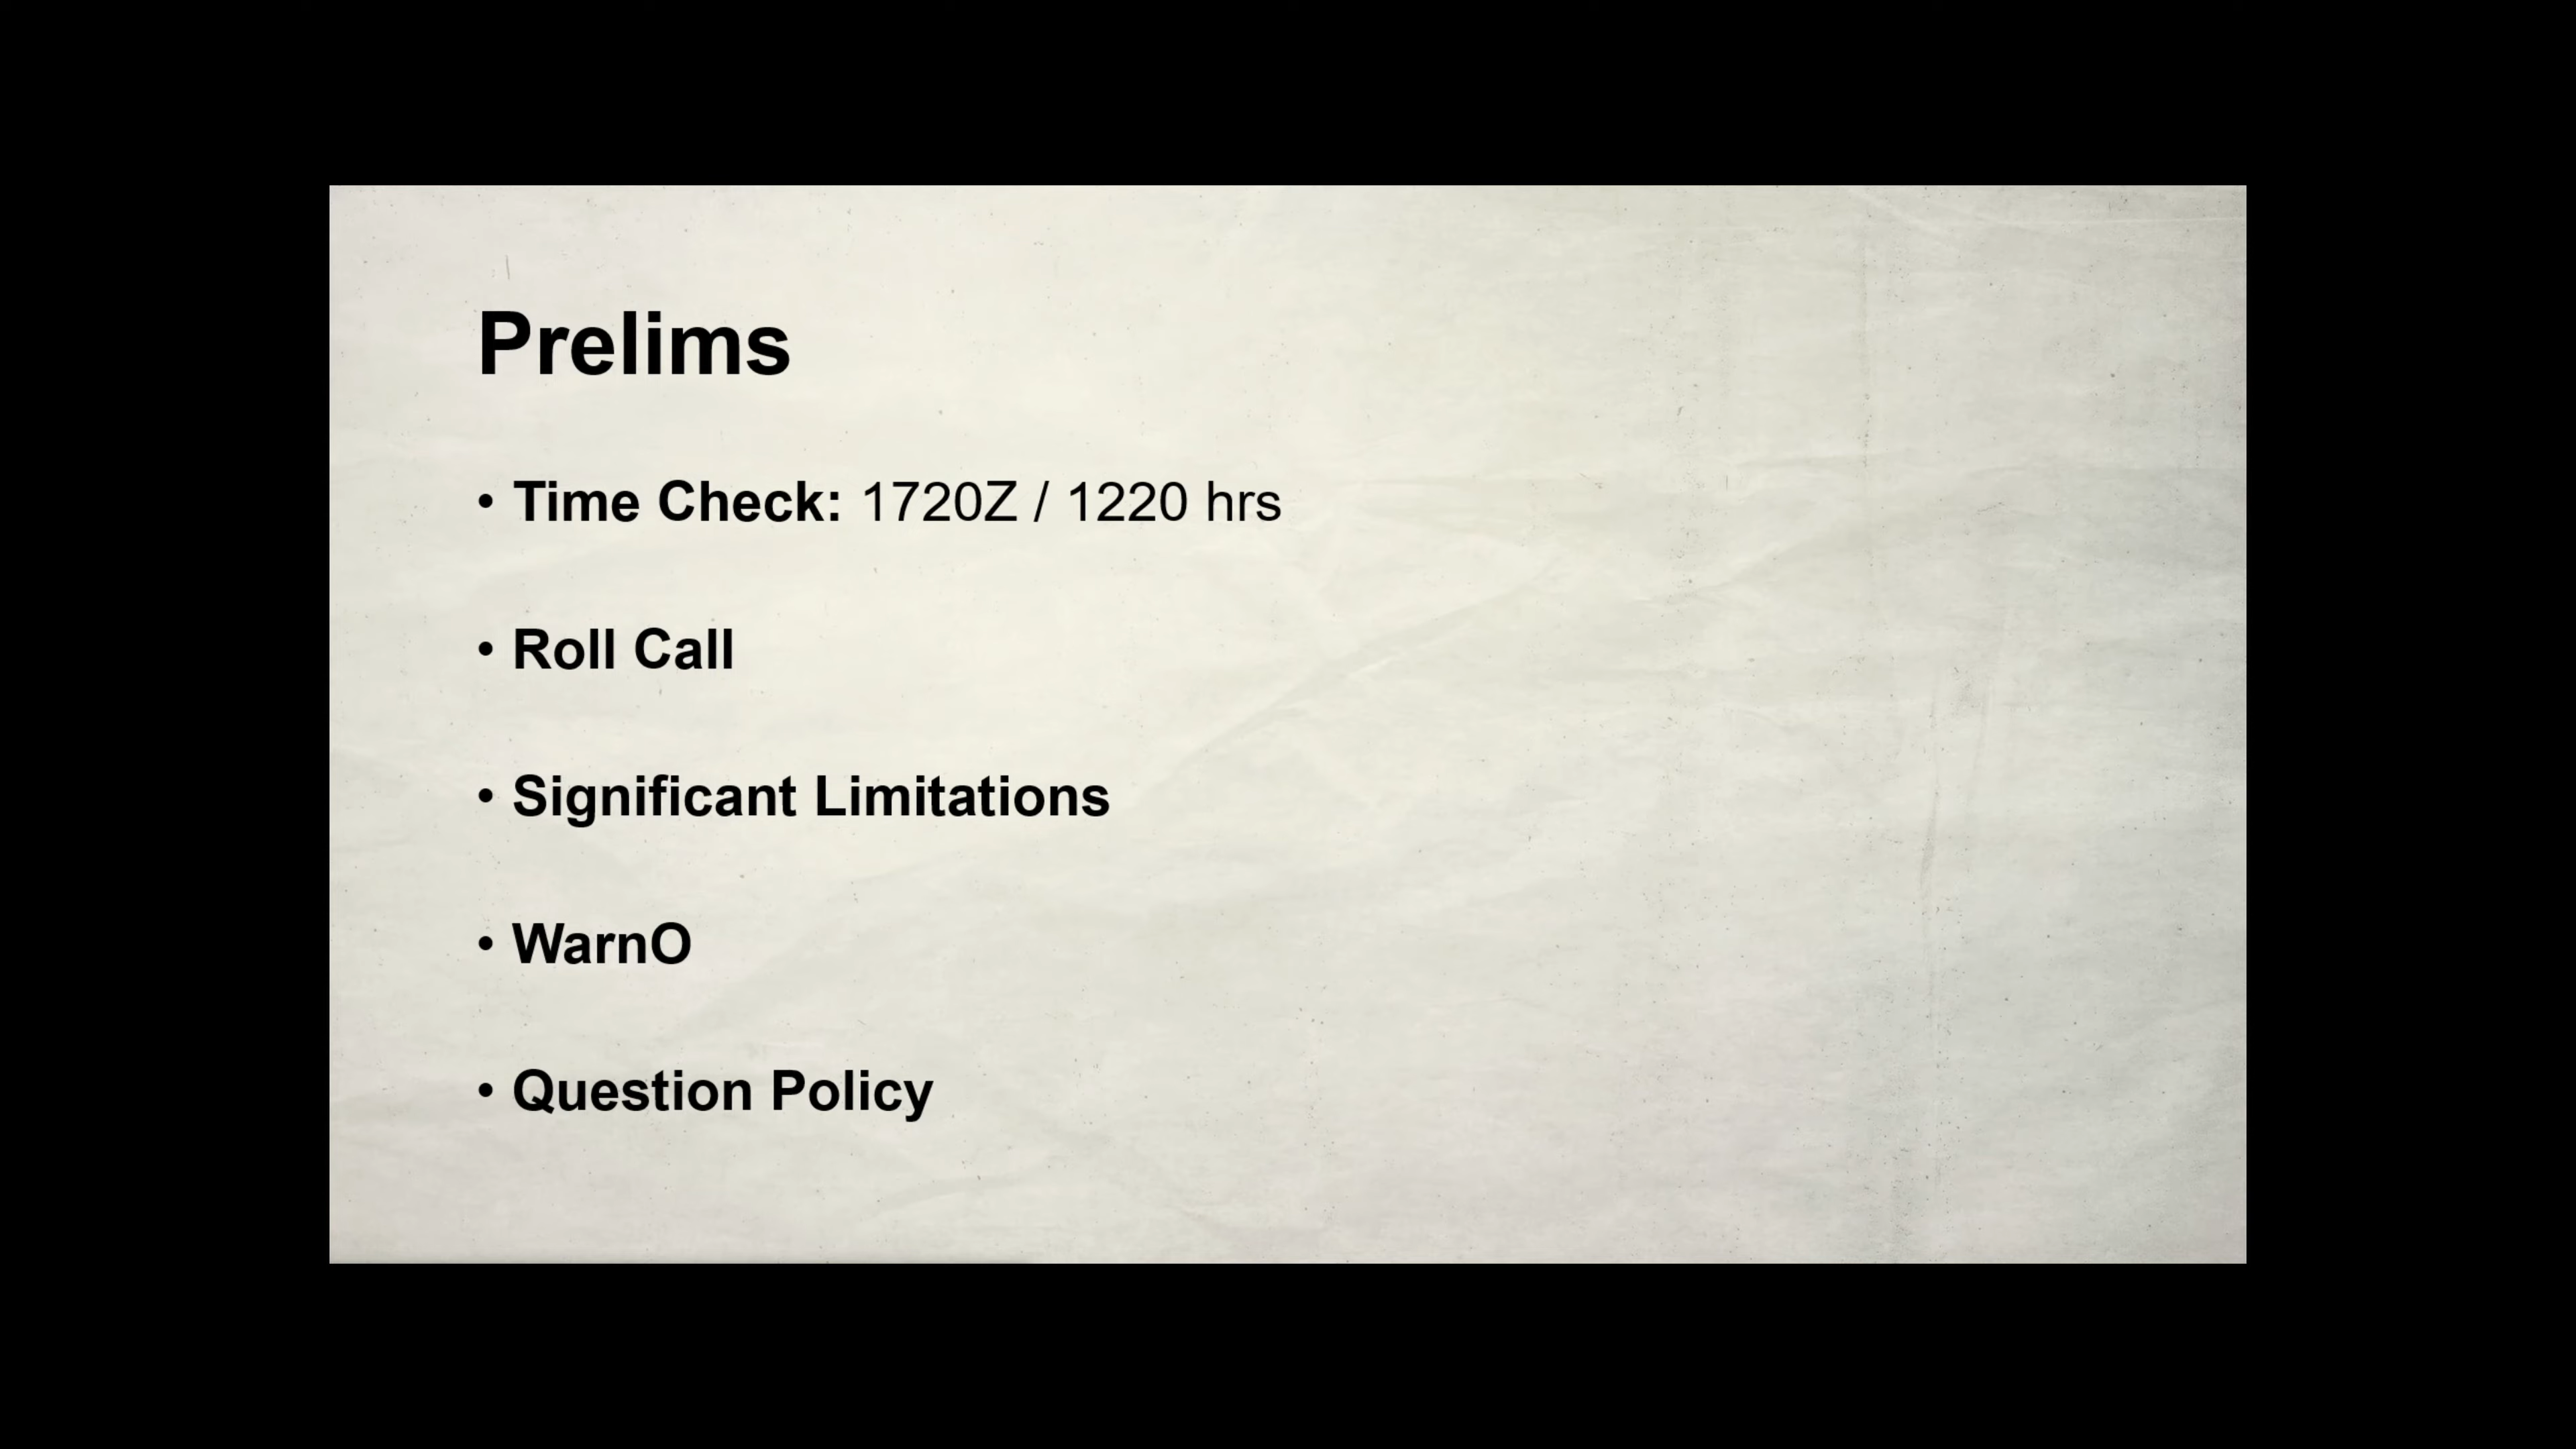 Prelims
• Time Check: 1720Z / 1220 hrs
• Roll Call
• Significant Limitations
• WarnO
• Question Policy